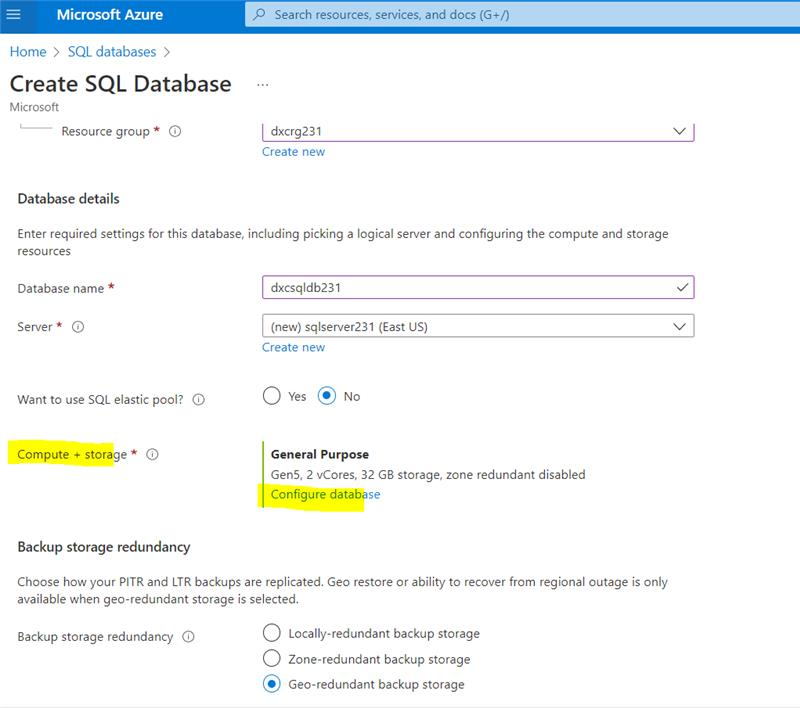 Microsoft Azure
Search resources, services, and docs (G+/)
Home > SQL databases >
Create SQL Database ...
Microsoft
Resource group *
dxcrg231
Create new
Database details
Enter required settings for this database, including picking a logical server and configuring the compute and storage
resources
Database name *
dxcsqldb231
Server *
(new) sqlserver231 (East US)
Create new
Want to use SQL elastic pool?
Yes
No
Compute + storage *
General Purpose
Gen5, 2 vCores, 32 GB storage, zone redundant disabled
Configure database
Backup storage redundancy
Choose how your PITR and LTR backups are replicated. Geo restore or ability to recover from regional outage is only
available when geo-redundant storage is selected.
Backup storage redundancy
Locally-redundant backup storage
Zone-redundant backup storage
Geo-redundant backup storage